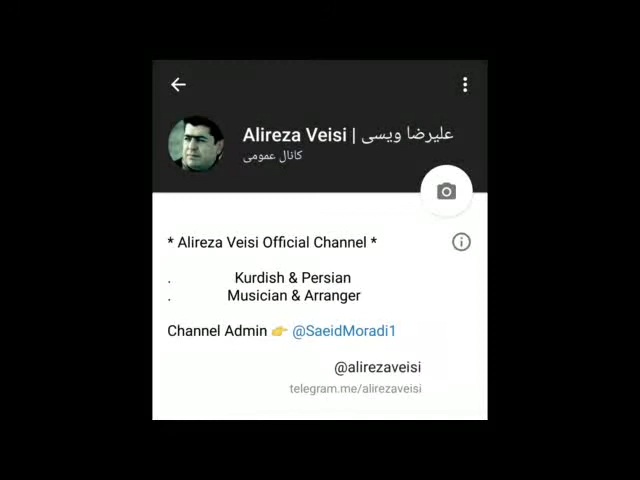 Alireza Veisi | علیرضا ویسی
کانال عمومی
* Alireza Veisi Official Channel *
. Kurdish & Persian
. Musician & Arranger
Channel Admin 👉 @SaeidMoradi1
@alirezaveisi
telegram.me/alirezaveisi